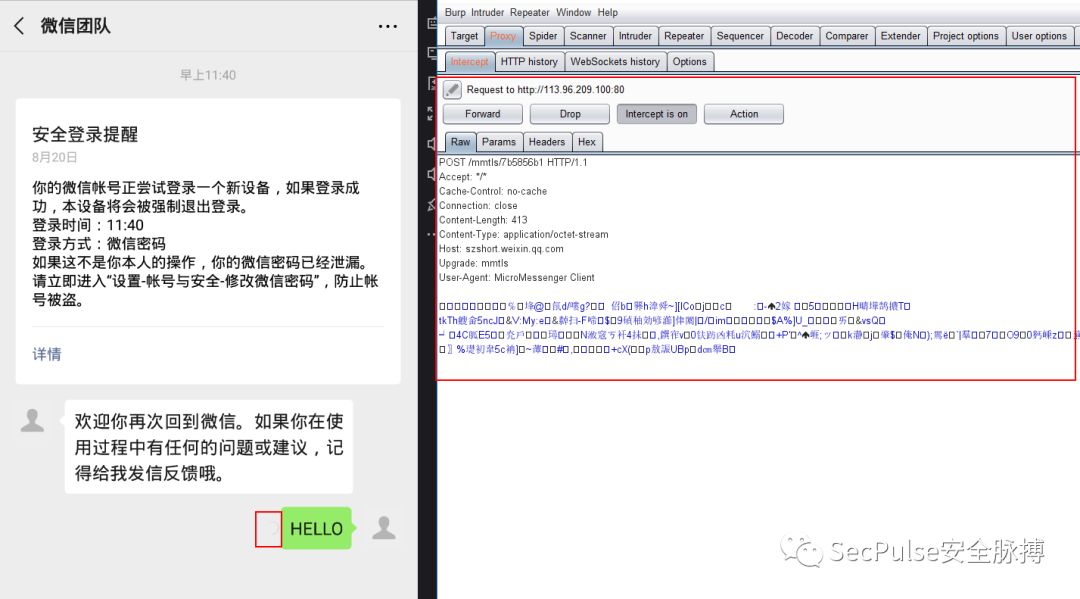 微信团队
早上11:40
安全登录提醒
8月20日
你的微信帐号正尝试登录一个新设备，如果登录成
功，本设备将会被强制退出登录。
登录时间：11:40
登录方式：微信密码
如果这不是你本人的操作，你的微信密码已经泄漏。
请立即进入“设置-帐号与安全-修改微信密码”，防止帐
号被盗。
详情
欢迎你再次回到微信。如果你在使
用过程中有任何的问题或建议，记
得给我发信反馈哦。
HELLO
Burp Intruder Repeater Window Help
Target Proxy Spider Scanner Intruder Repeater Sequencer Decoder Comparer Extender Project options User options
Intercept HTTP history WebSockets history Options
Request to http://113.96.209.100:80
Forward Drop Intercept is on Action
Raw Params Headers Hex
POST /mmtls/7b5856b1 HTTP/1.1
Accept: */*
Cache-Control: no-cache
Connection: close
Content-Length: 413
Content-Type: application/octet-stream
Host: szshort.weixin.qq.com
Upgrade: mmtls
User-Agent: MicroMessenger Client
SecPulse安全脉搏